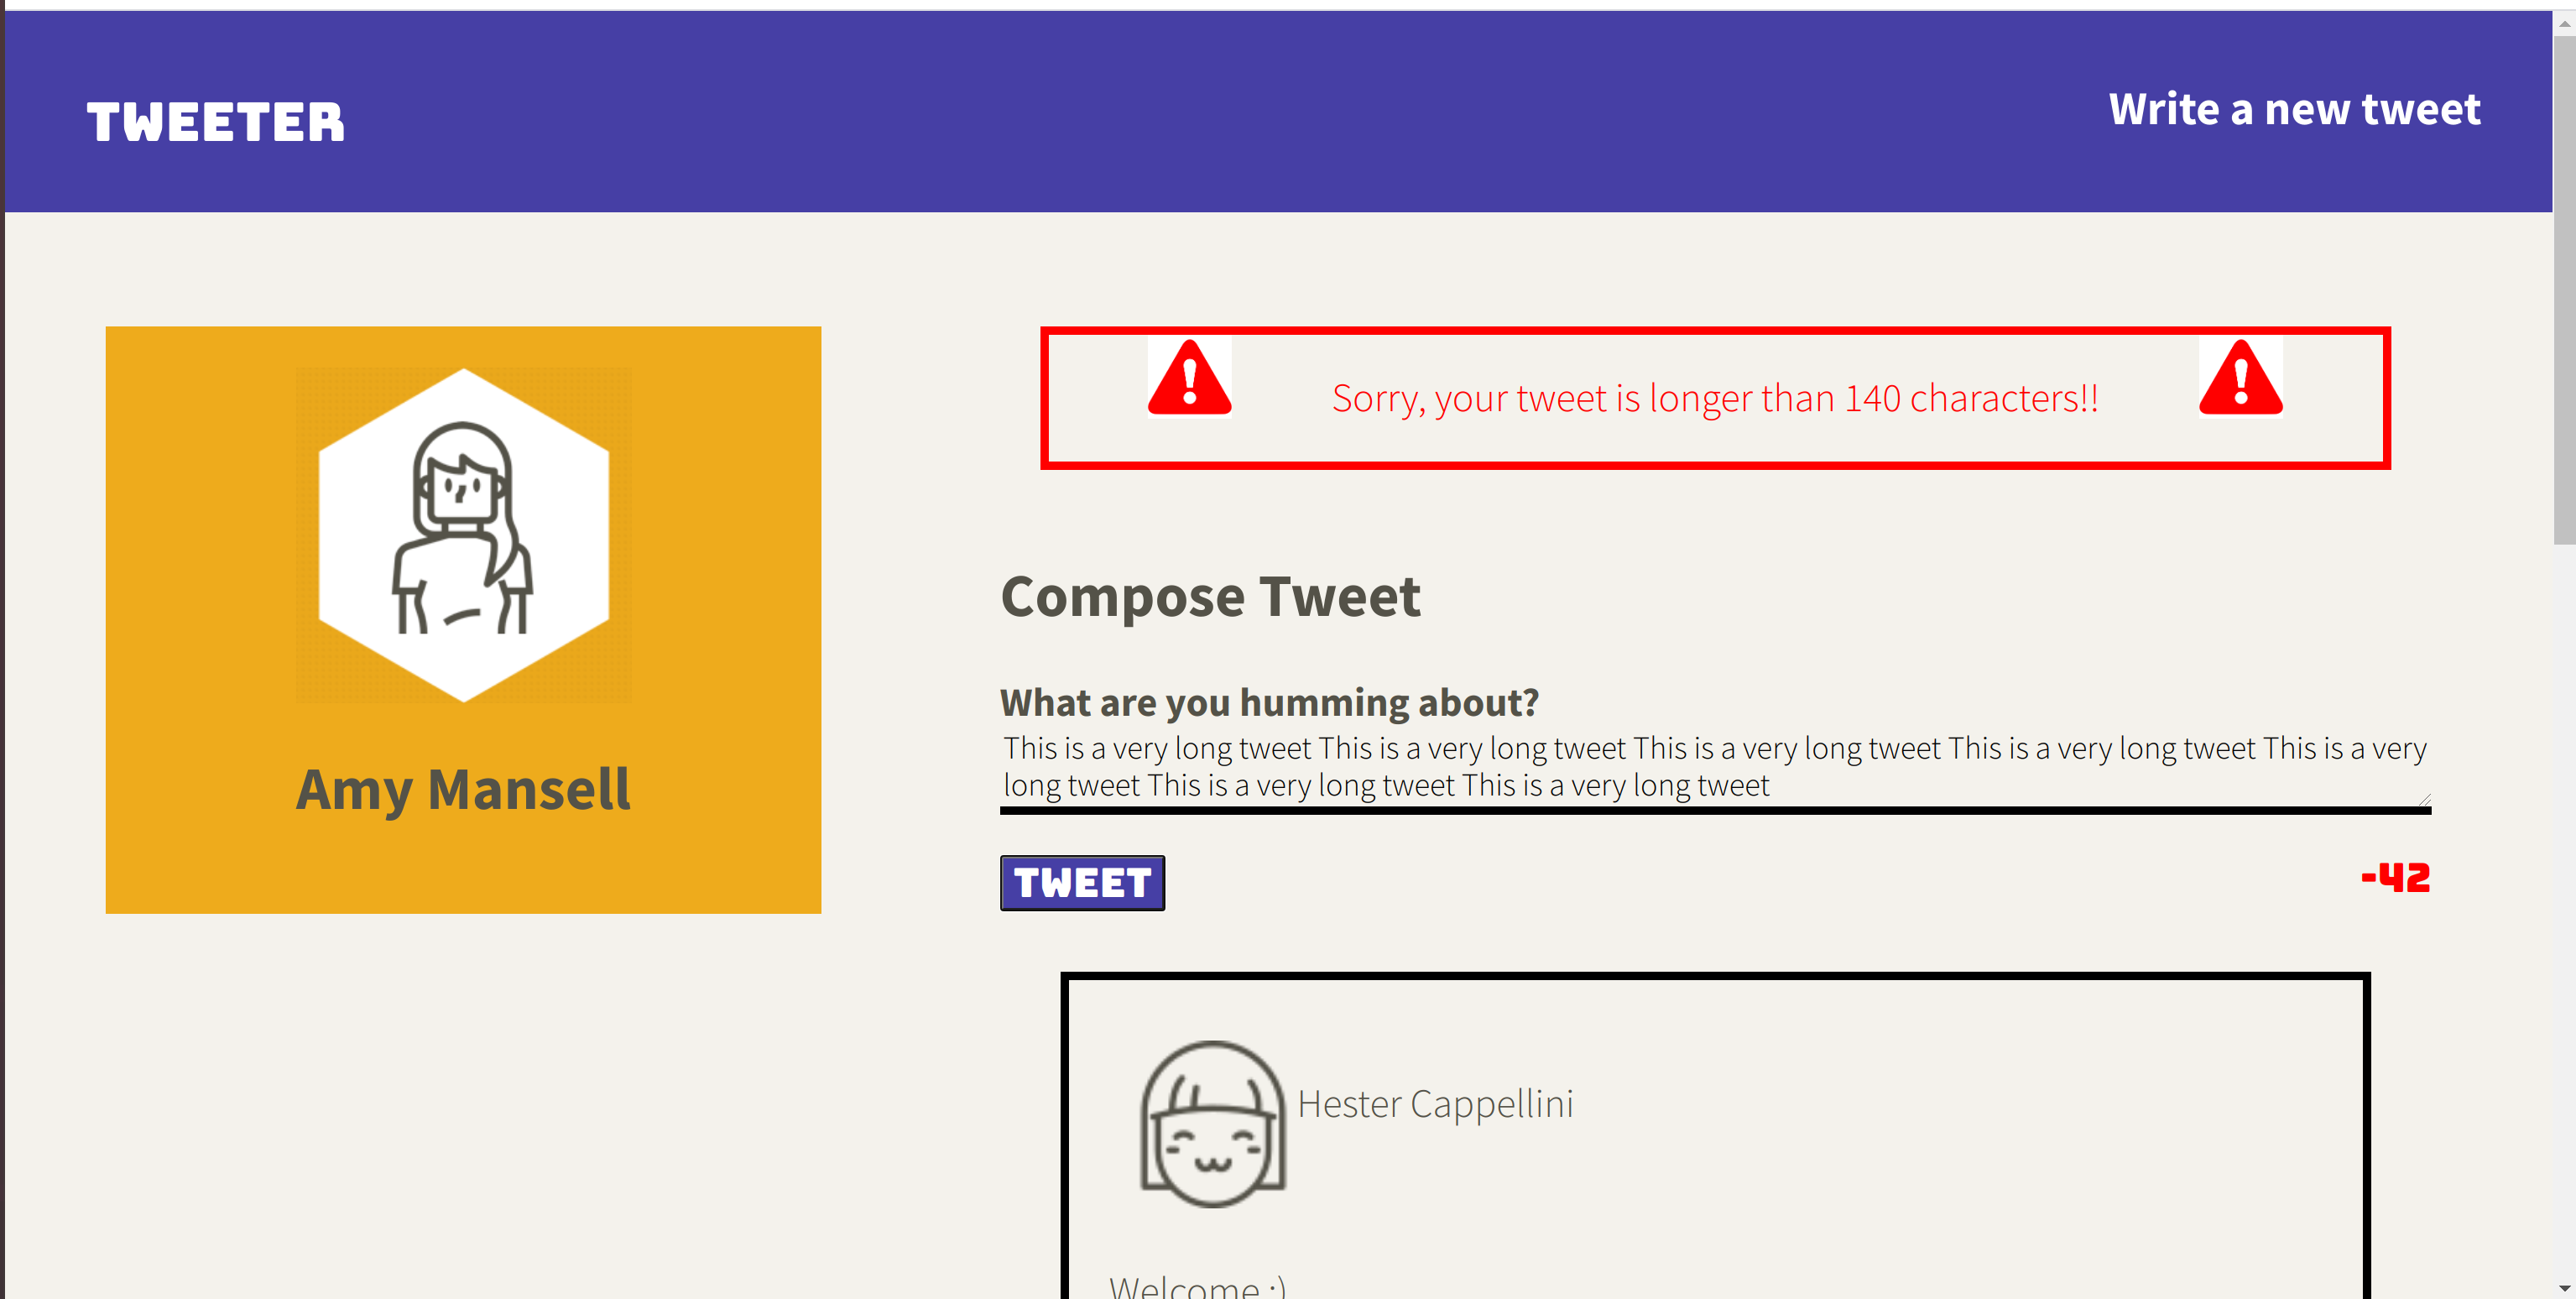 TWEETER
Write a new tweet
Amy Mansell
Sorry, your tweet is longer than 140 characters!!
Compose Tweet
What are you humming about?
This is a very long tweet This is a very long tweet This is a very long tweet This is a very long tweet This is a very
long tweet This is a very long tweet This is a very long tweet
TWEET
-42
Hester Cappellini
Welcome :)